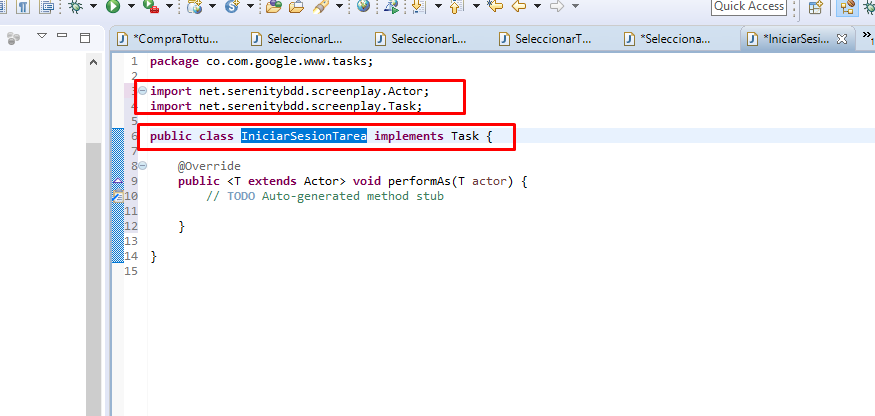 Quick Access
*CompraTottu...
SeleccionarL...
SeleccionarL...
SeleccionarT...
*Selecciona...
*IniciarSesi...
1 package co.com.google.www.tasks;
2
3 import net.serenitybdd.screenplay.Actor;
4 import net.serenitybdd.screenplay.Task;
5
6 public class IniciarSesionTarea implements Task {
7
8 @Override
9 public <T extends Actor> void performAs(T actor) {
10 // TODO Auto-generated method stub
11
12 }
13
14 }
15